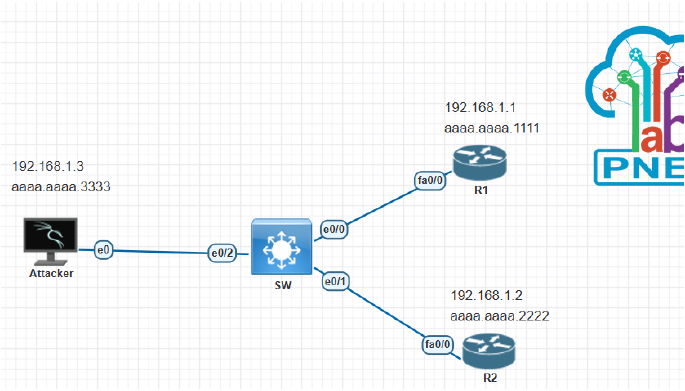 192.168.1.1
aaaa.aaaa.1111
192.168.1.3
aaaa.aaaa.3333
fa0/0
R1
e0/0
e0
e0/2
Attacker
SW
e0/1
192.168.1.2
aaaa.aaaa.2222
fa0/0
R2
ab
PNE